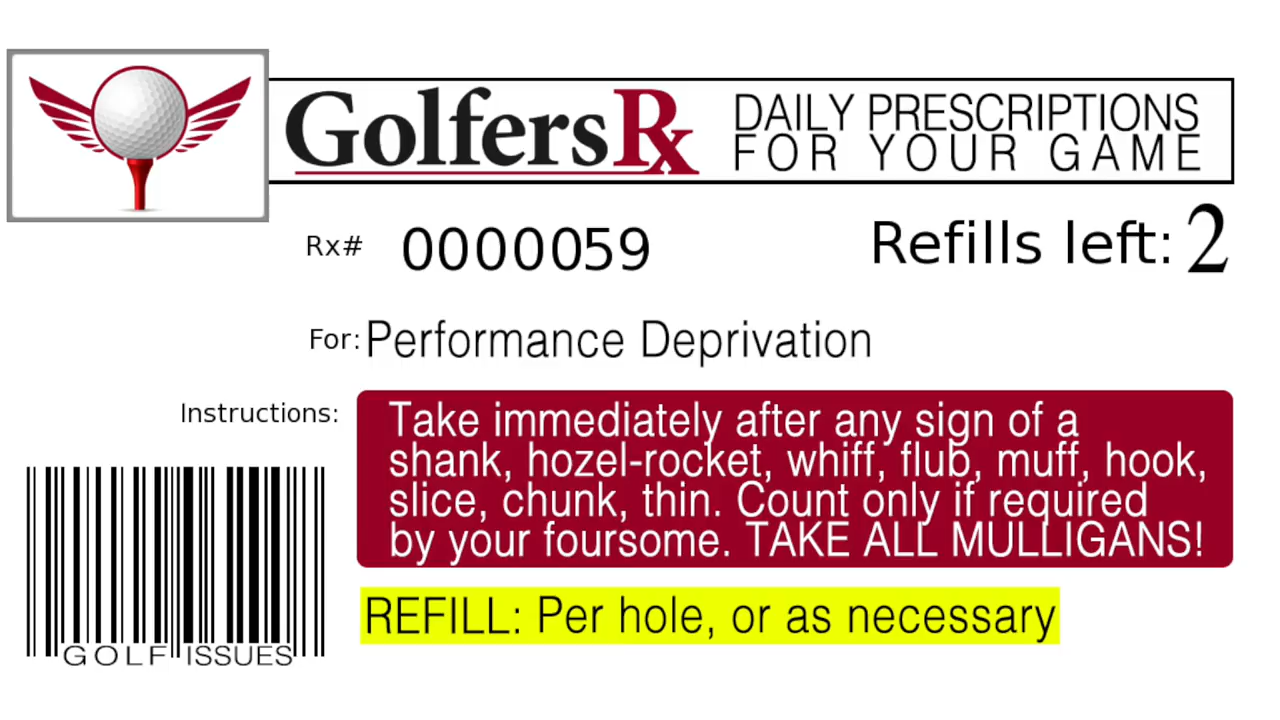 GolfersRx
DAILY PRESCRIPTIONS
FOR YOUR GAME
Rx# 0000059
Refills left: 2
For: Performance Deprivation
Instructions:
Take immediately after any sign of a
shank, hozel-rocket, whiff, flub, muff, hook,
slice, chunk, thin. Count only if required
by your foursome. TAKE ALL MULLIGANS!
REFILL: Per hole, or as necessary
GOLF ISSUES